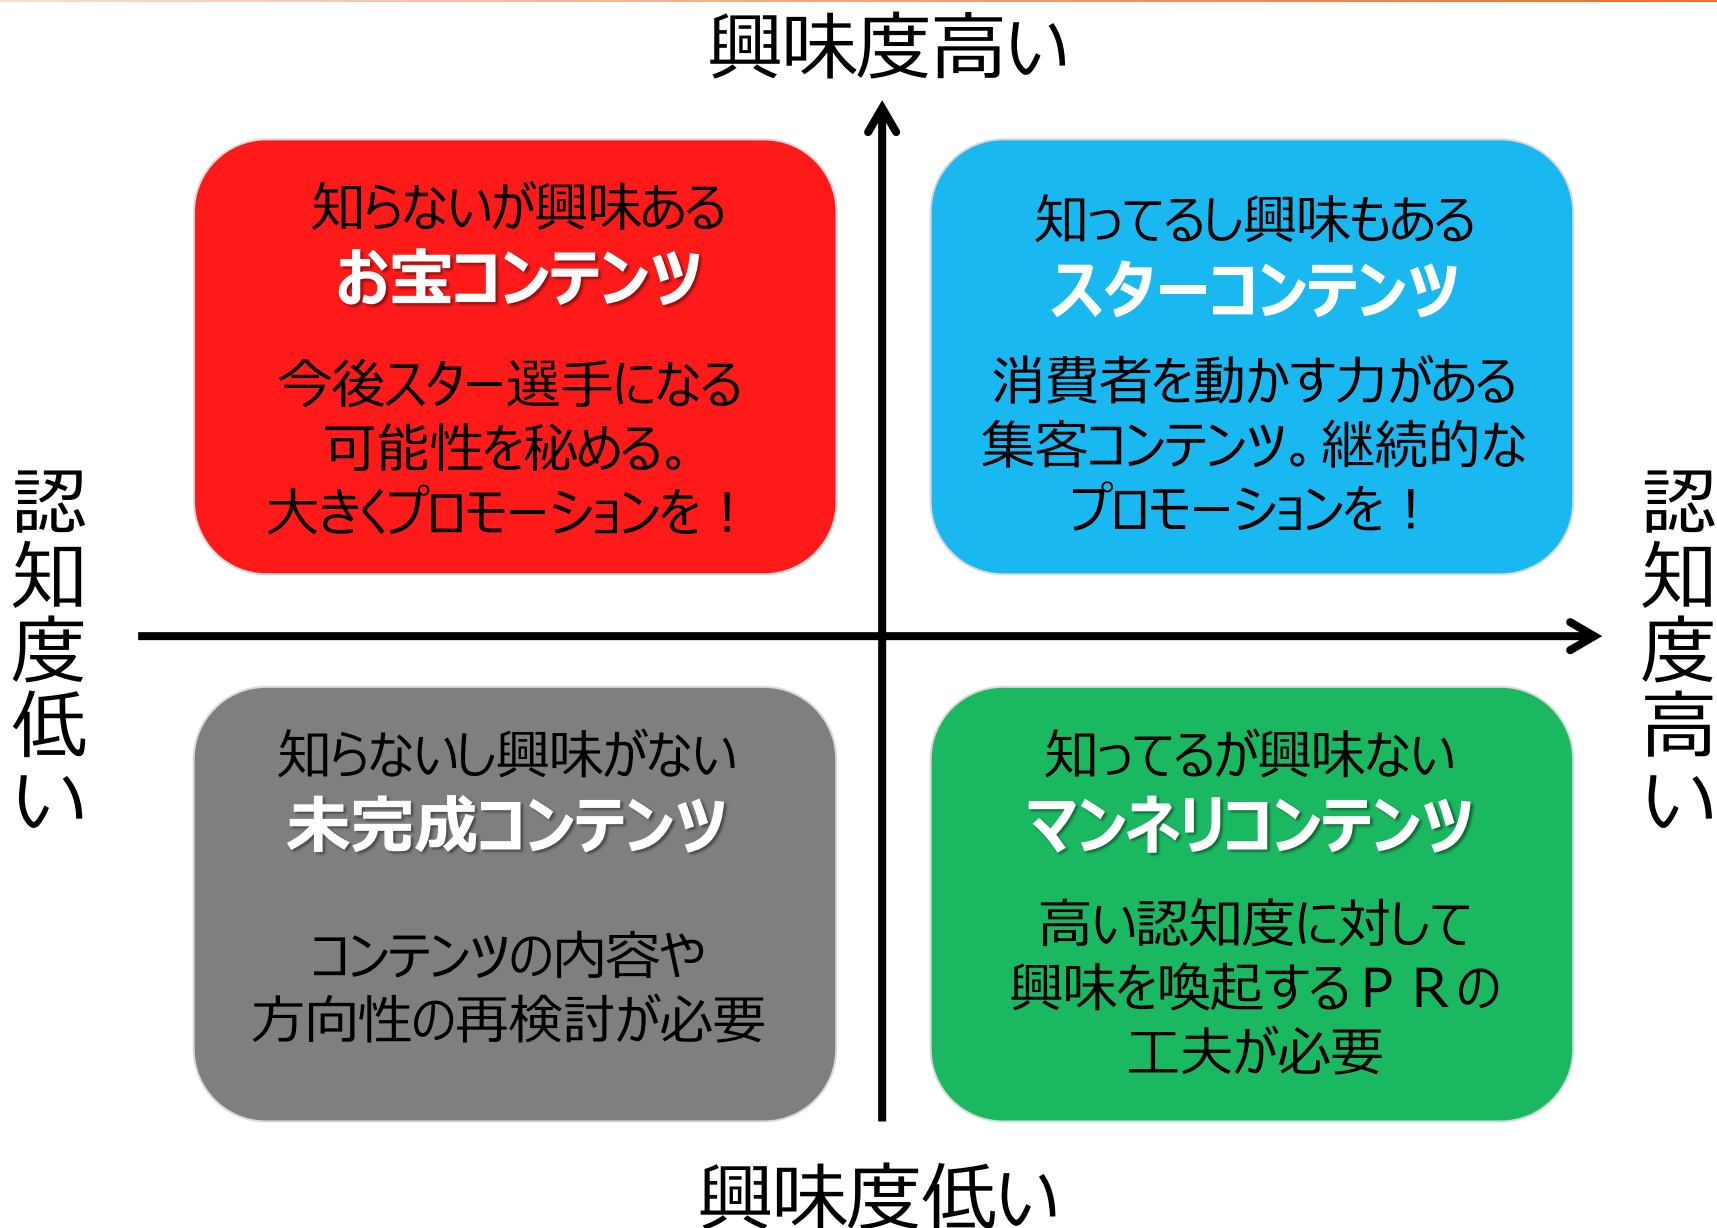 興味度高い
知らないが興味ある
お宝コンテンツ
今後スター選手になる
可能性を秘める。
大きくプロモーションを！
知ってるし興味もある
スターコンテンツ
消費者を動かす力がある
集客コンテンツ。継続的な
プロモーションを！
認知度低い
認知度高い
知らないし興味がない
未完成コンテンツ
コンテンツの内容や
方向性の再検討が必要
知ってるが興味ない
マンネリコンテンツ
高い認知度に対して
興味を喚起するＰＲの
工夫が必要
興味度低い